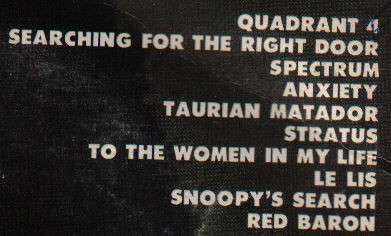 QUADRANT 4
SEARCHING FOR THE RIGHT DOOR
SPECTRUM
ANXIETY
TAURIAN MATADOR
STRATUS
TO THE WOMEN IN MY LIFE
LE LIS
SNOOPY'S SEARCH
RED BARON